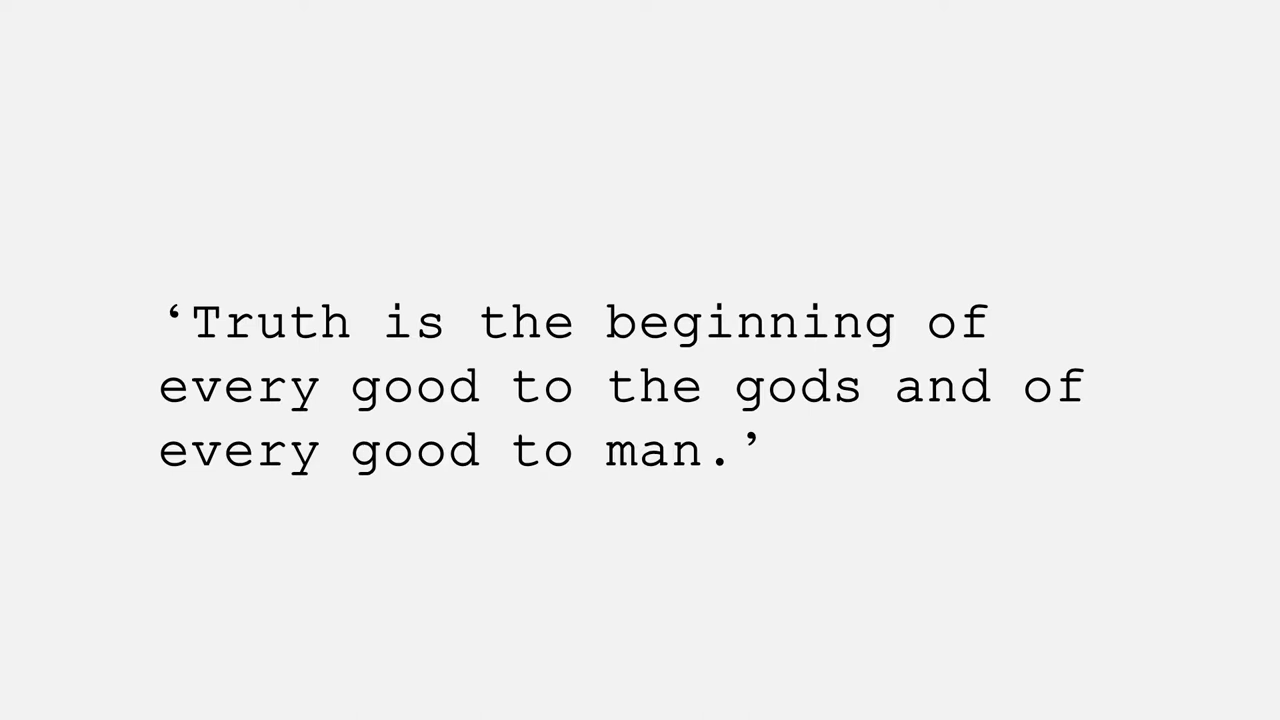 ‘Truth is the beginning of
every good to the gods and of
every good to man.’